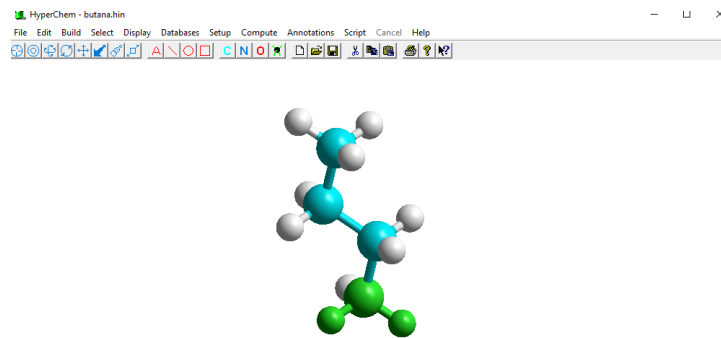 HyperChem - butana.hin
File Edit Build Select Display Databases Setup Compute Annotations Script Cancel Help
A C N O ? ?